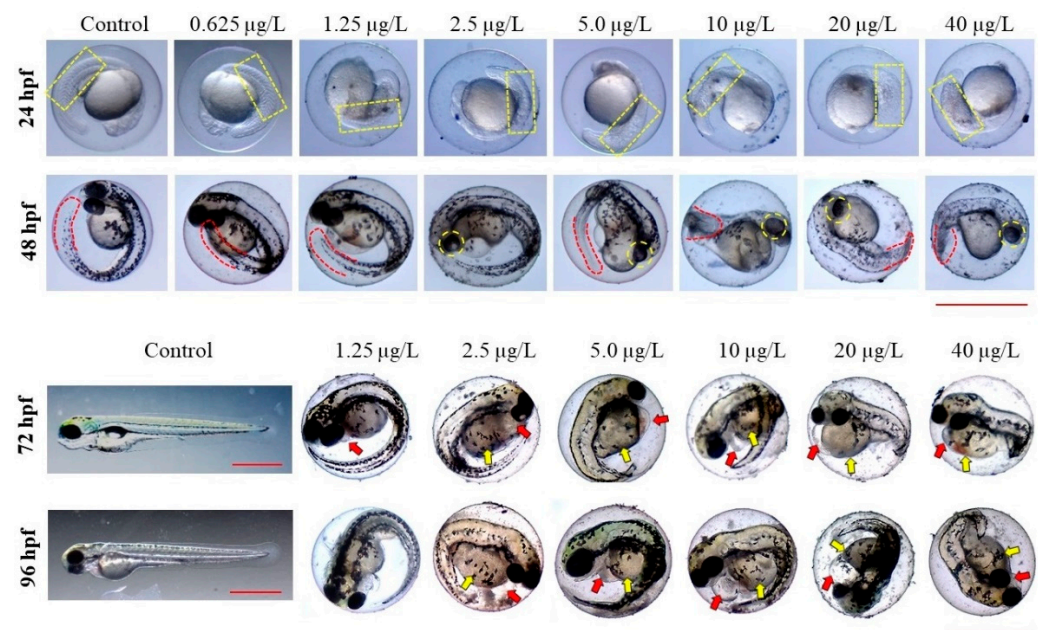 Control 0.625 µg/L 1.25 µg/L 2.5 µg/L 5.0 µg/L 10 µg/L 20 µg/L 40 µg/L
24 hpf
48 hpf
Control 1.25 µg/L 2.5 µg/L 5.0 µg/L 10 µg/L 20 µg/L 40 µg/L
72 hpf
96 hpf